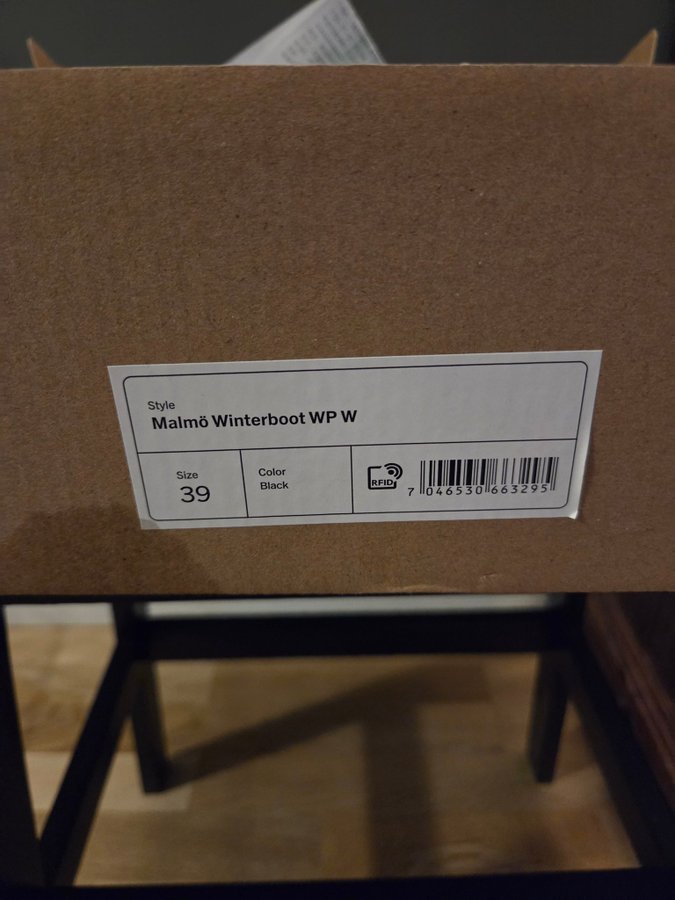 Style
Malmö Winterboot WP W
Size
39
Color
Black
RFID
7 046530 663295